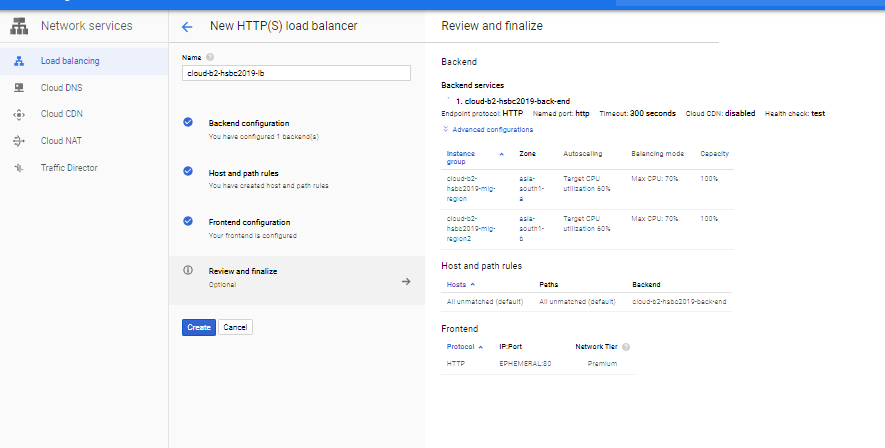 Network services
Load balancing
Cloud DNS
Cloud CDN
Cloud NAT
Traffic Director
New HTTP(S) load balancer
Name
cloud-b2-hsbc2019-lb
Backend configuration
You have configured 1 backend(s)
Host and path rules
You have created host and path rules
Frontend configuration
Your frontend is configured
Review and finalize
Optional
Create Cancel
Review and finalize
Backend
Backend services
1. cloud-b2-hsbc2019-back-end
Endpoint protocol: HTTP Named port: http Timeout: 300 seconds Cloud CDN: disabled Health check: test
Advanced configurations
Instance group Zone Autoscaling Balancing mode Capacity
cloud-b2-
hsbc2019-mig-
region
asia-
south1-
a
Target CPU
utilization 60%
Max CPU: 70%
100%
cloud-b2-
hsbc2019-mig-
region2
asia-
south1-
b
Target CPU
utilization 60%
Max CPU: 70%
100%
Host and path rules
Hosts Paths Backend
All unmatched (default) All unmatched (default) cloud-b2-hsbc2019-back-end
Frontend
Protocol IP:Port Network Tier
HTTP EPHEMERAL:80 Premium